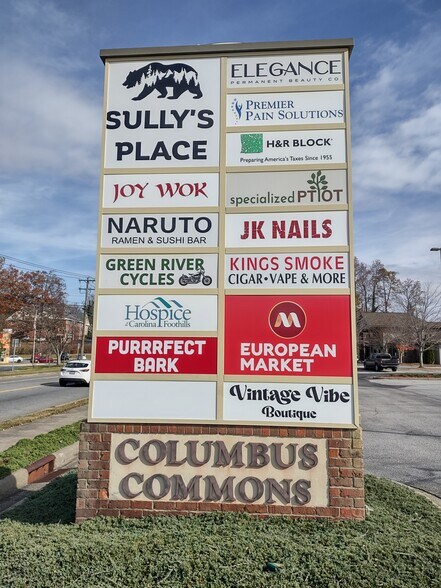 SULLY'S
PLACE
ELEGANCE
PERMANENT BEAUTY CO
PREMIER
PAIN SOLUTIONS
H&R BLOCK
Preparing America's Taxes Since 1955
JOY WOK
specialized PTOT
NARUTO
RAMEN & SUSHI BAR
JK NAILS
GREEN RIVER
CYCLES
KINGS SMOKE
CIGAR•VAPE & MORE
HOSPICE
of the Carolina Foothills
M
EUROPEAN
MARKET
PURRRFECT
BARK
Vintage Vibe
Boutique
COLUMBUS
COMMONS